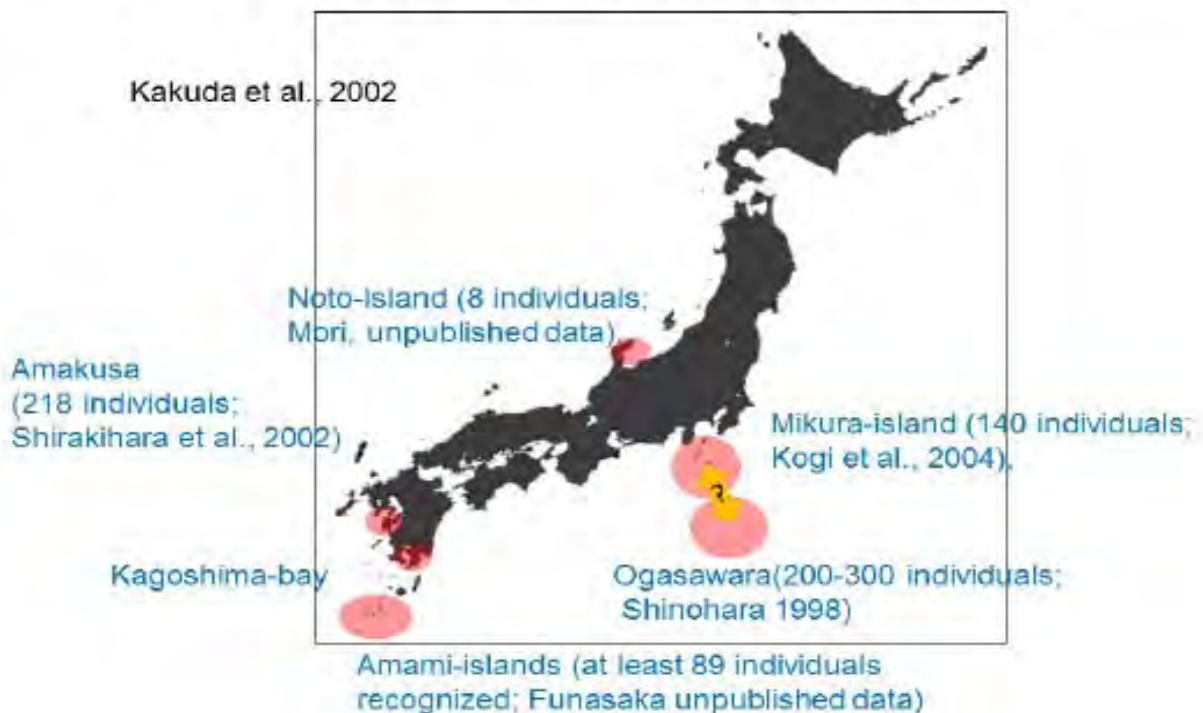 Kakuda et al., 2002
Noto-Island (8 individuals;
Mori, unpublished data)
Amakusa
(218 individuals;
Shirakihara et al., 2002)
Mikura-island (140 individuals;
Kogi et al., 2004),
?
Kagoshima-bay
Ogasawara(200-300 individuals;
Shinohara 1998)
Amami-islands (at least 89 individuals
recognized; Funasaka unpublished data)